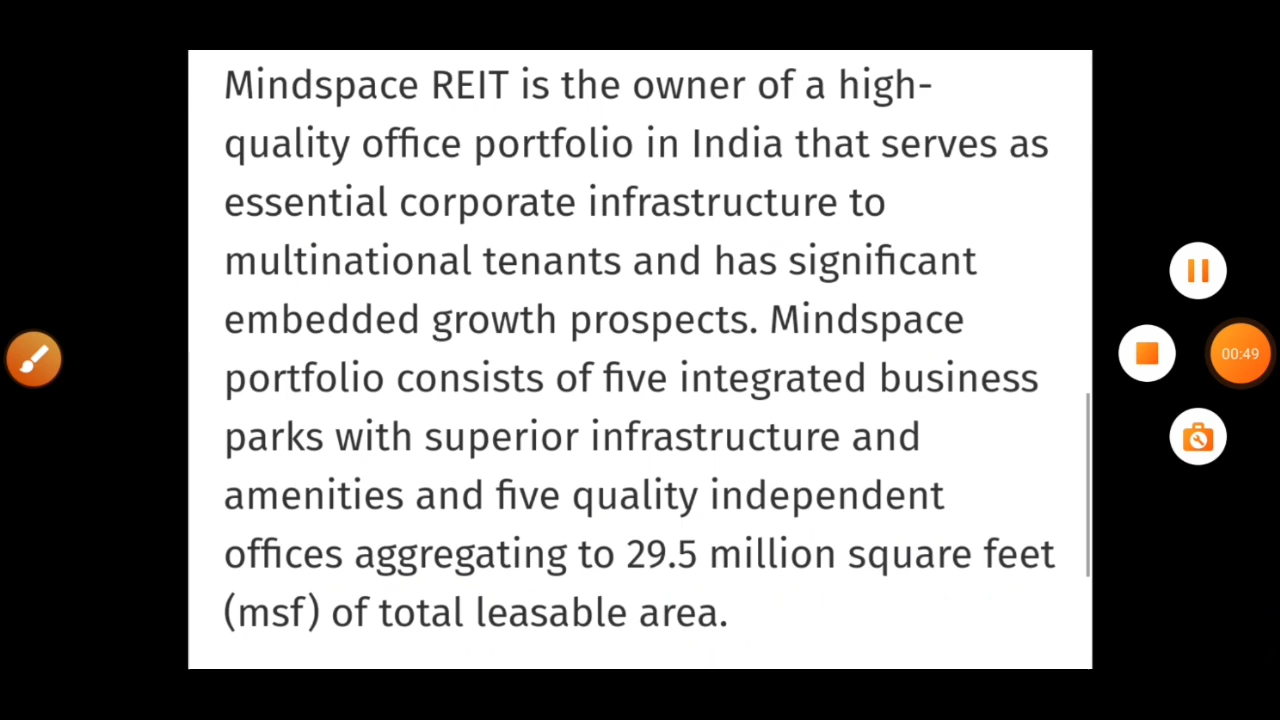 Mindspace REIT is the owner of a high-
quality office portfolio in India that serves as
essential corporate infrastructure to
multinational tenants and has significant
embedded growth prospects. Mindspace
portfolio consists of five integrated business
parks with superior infrastructure and
amenities and five quality independent
offices aggregating to 29.5 million square feet
(msf) of total leasable area.
00:49